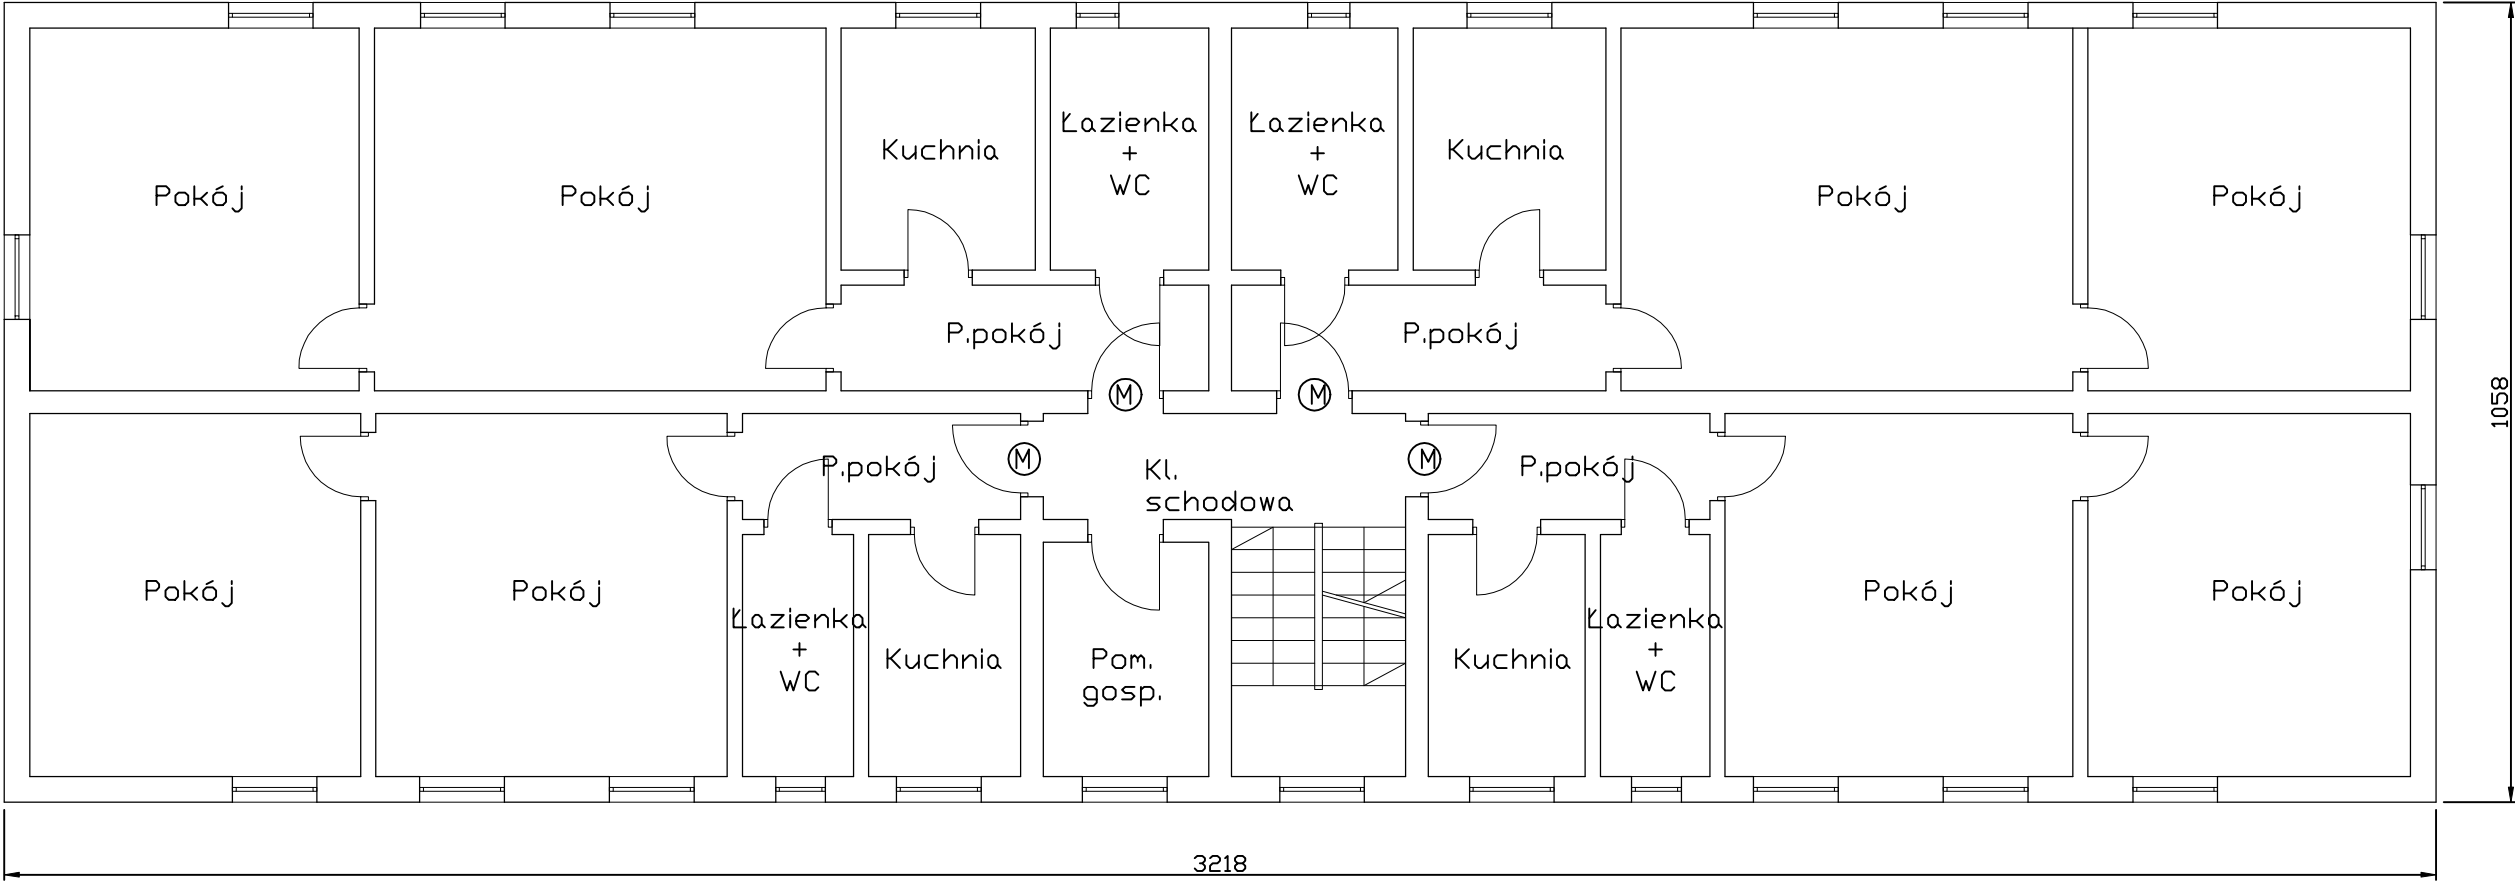 Pokój
Pokój
Kuchnia
Łazienka
+
WC
Łazienka
+
WC
Kuchnia
Pokój
Pokój
P.pokój
P.pokój
M
M
1058
P.pokój
M
Kl.
schodowa
M
P.pokój
Pokój
Pokój
Łazienka
+
WC
Kuchnia
Pom.
gosp.
Kuchnia
Łazienka
+
WC
Pokój
Pokój
3218